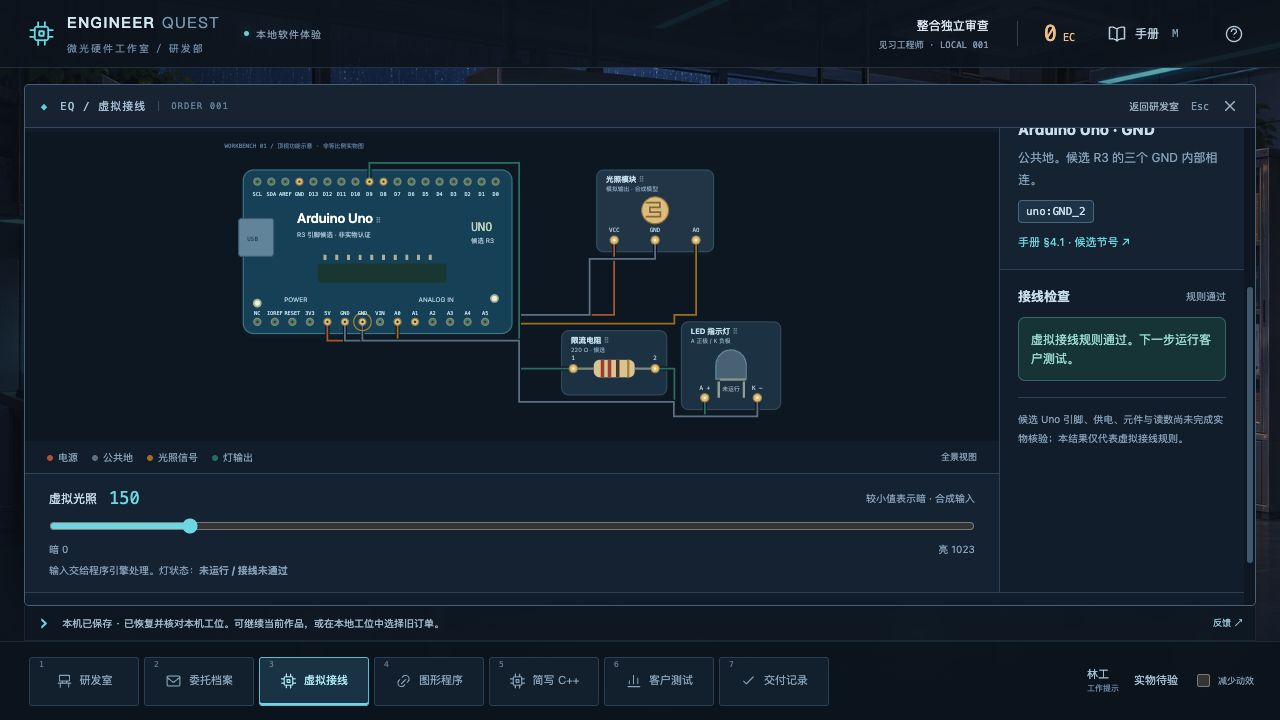 ENGINEER QUEST
微光硬件工作室 / 研发部
本地软件体验
整合独立审查
见习工程师 · LOCAL 001
0 EC
手册 M
EQ / 虚拟接线
ORDER 001
返回研发室 Esc
WORKBENCH 01 / 顶视功能示意 · 非等比例实物图
SCL SDA AREF GND D13 D12 D11 D10 D9 D8 D7 D6 D5 D4 D3 D2 D1 D0
Arduino Uno
R3 引脚候选 · 非实物认证
UNO
候选 R3
USB
POWER
ANALOG IN
NC IOREF RESET 3V3 5V GND GND VIN A0 A1 A2 A3 A4 A5
光照模块
模拟输出 · 合成模型
VCC GND AO
限流电阻
220 Ω · 候选
1 2
LED 指示灯
A 正极 / K 负极
A + 未运行 K −
电源
公共地
光照信号
灯输出
全景视图
虚拟光照 150
较小值表示暗 · 合成输入
暗 0
亮 1023
输入交给程序引擎处理。灯状态：未运行 / 接线未通过
Arduino Uno · GND
公共地。候选 R3 的三个 GND 内部相
连。
uno:GND_2
手册 §4.1 · 候选节号 ↗
接线检查
规则通过
虚拟接线规则通过。下一步运行客
户测试。
候选 Uno 引脚、供电、元件与读数尚未完成实
物核验；本结果仅代表虚拟接线规则。
本机已保存 · 已恢复并核对本机工位。可继续当前作品，或在本地工位中选择旧订单。
反馈 ↗
1 研发室
2 委托档案
3 虚拟接线
4 图形程序
5 简写 C++
6 客户测试
7 交付记录
林工
工作提示
实物待验
减少动效